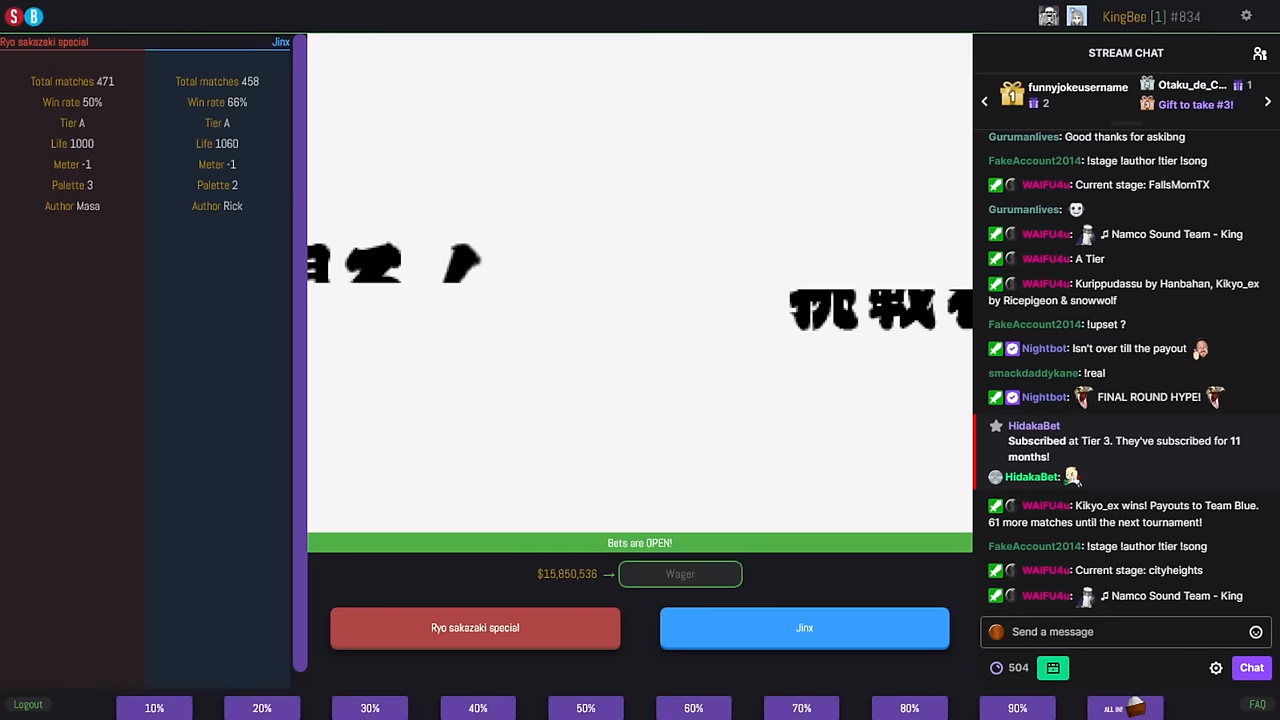 S B
KingBee [1] #834
Ryo sakazaki special
Jinx
Total matches 471
Win rate 50%
Tier A
Life 1000
Meter -1
Palette 3
Author Masa
Total matches 458
Win rate 66%
Tier A
Life 1060
Meter -1
Palette 2
Author Rick
挑戦
Bets are OPEN!
$15,850,536 → Wager
Ryo sakazaki special
Jinx
STREAM CHAT
1 funnyjokeusername
2
2 Otaku_de_C... 1
3 Gift to take #3!
Gurumanlives: Good thanks for askibng
FakeAccount2014: !stage !author !tier !song
WAIFU4u: Current stage: FallsMornTX
Gurumanlives:
WAIFU4u: ♫ Namco Sound Team - King
WAIFU4u: A Tier
WAIFU4u: Kurippudassu by Hanbahan, Kikyo_ex
by Ricepigeon & snowwolf
FakeAccount2014: !upset ?
Nightbot: Isn't over till the payout
smackdaddykane: !real
Nightbot: FINAL ROUND HYPE!
HidakaBet
Subscribed at Tier 3. They've subscribed for 11
months!
HidakaBet:
WAIFU4u: Kikyo_ex wins! Payouts to Team Blue.
61 more matches until the next tournament!
FakeAccount2014: !stage !author !tier !song
WAIFU4u: Current stage: cityheights
WAIFU4u: ♫ Namco Sound Team - King
Send a message
504
Chat
Logout
10%
20%
30%
40%
50%
60%
70%
80%
90%
ALL IN!
FAQ